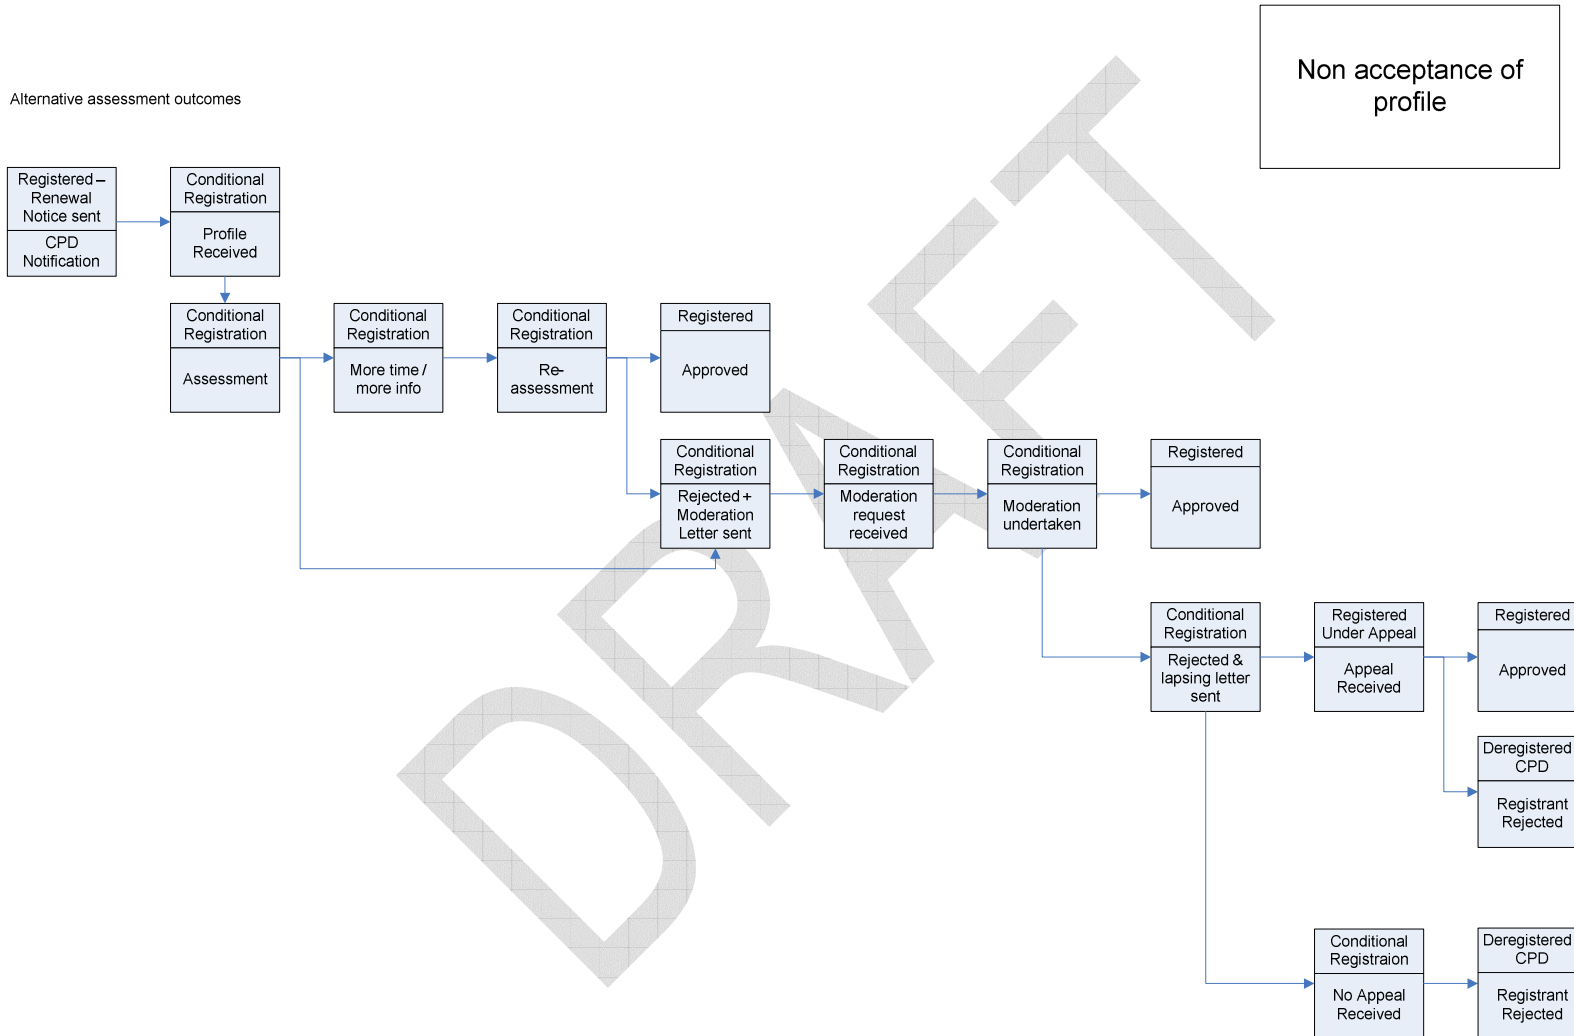 Non acceptance of
profile
Alternative assessment outcomes
Registered –
Renewal
Notice sent
CPD
Notification
Conditional
Registration
Profile
Received
Conditional
Registration
Assessment
Conditional
Registration
More time /
more info
Conditional
Registration
Re-
assessment
Registered
Approved
Conditional
Registration
Rejected +
Moderation
Letter sent
Conditional
Registration
Moderation
request
received
Conditional
Registration
Moderation
undertaken
Registered
Approved
Conditional
Registration
Rejected &
lapsing letter
sent
Registered
Under Appeal
Appeal
Received
Registered
Approved
Deregistered
CPD
Registrant
Rejected
Conditional
Registraion
No Appeal
Received
Deregistered
CPD
Registrant
Rejected
DRAFT